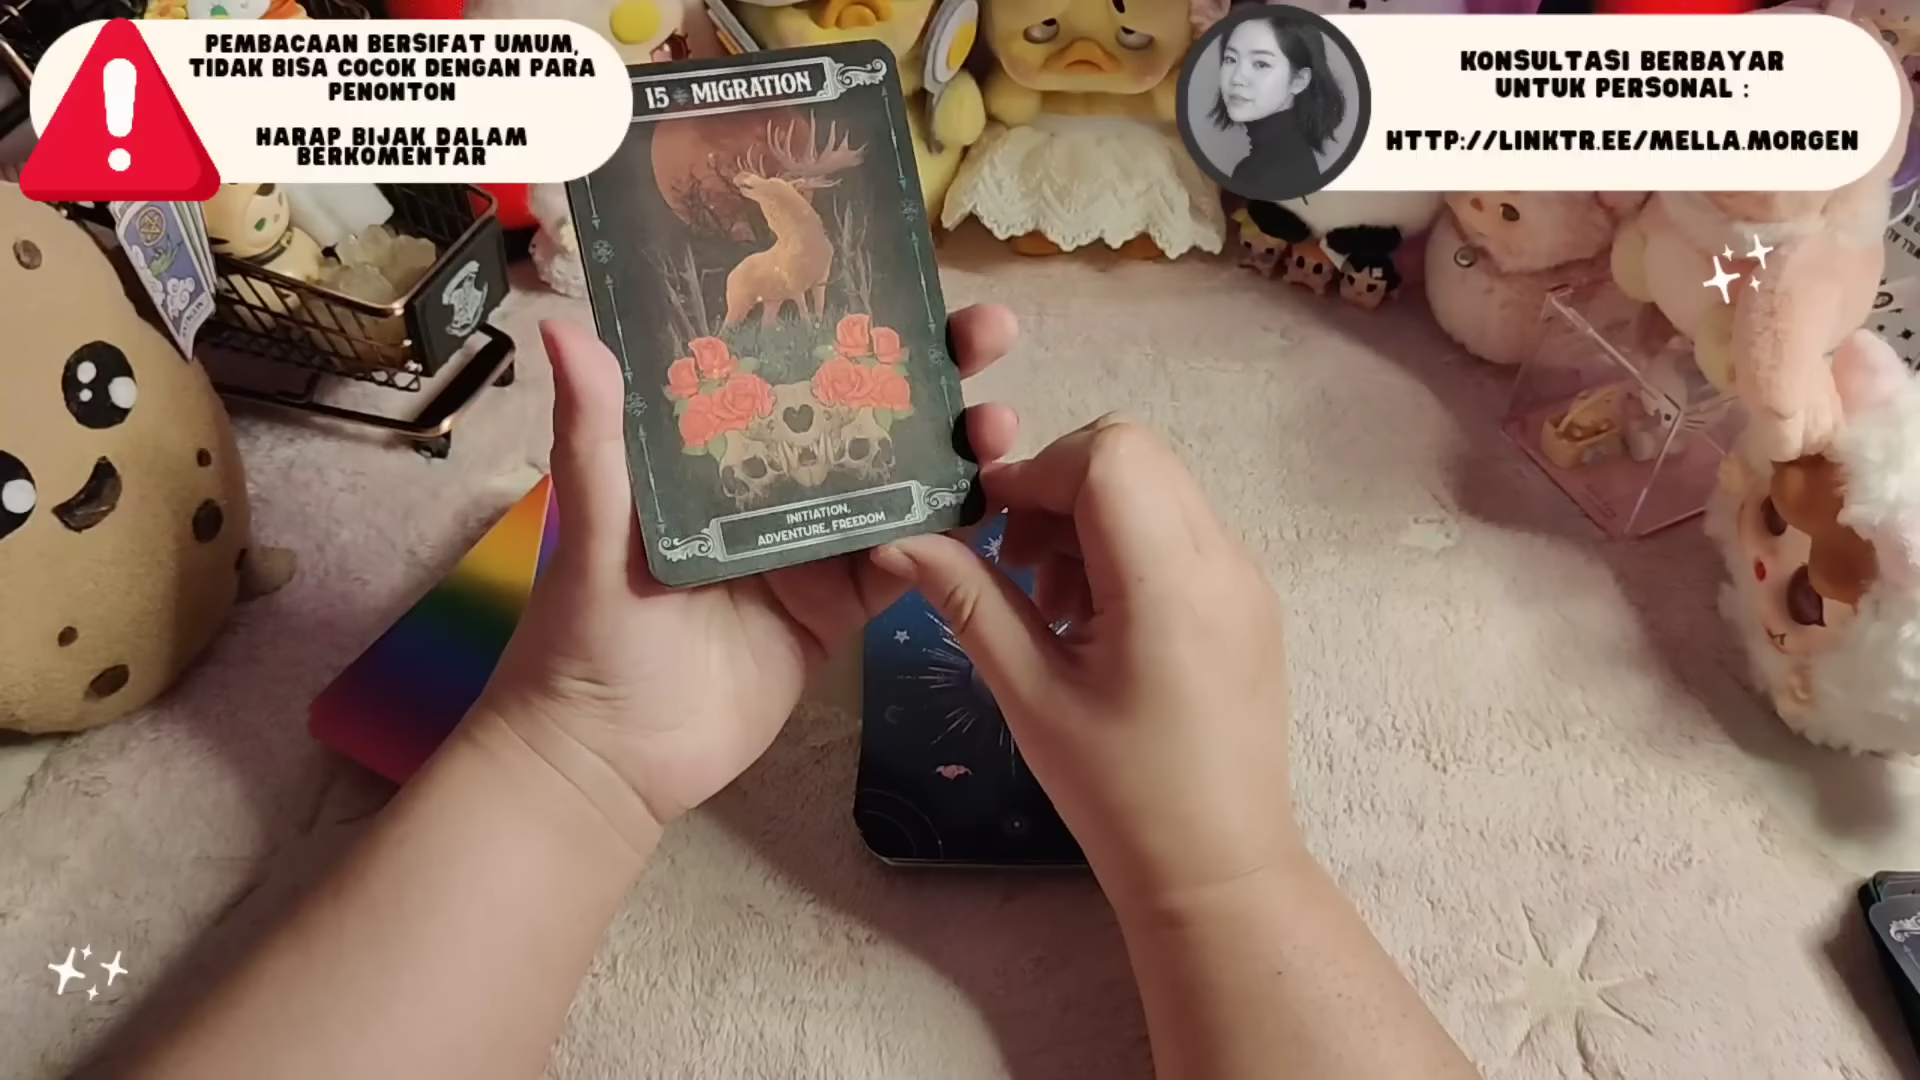 PEMBACAAN BERSIFAT UMUM,
TIDAK BISA COCOK DENGAN PARA
PENONTON
HARAP BIJAK DALAM
BERKOMENTAR
KONSULTASI BERBAYAR
UNTUK PERSONAL :
HTTP://LINKTR.EE/MELLA.MORGEN
15 MIGRATION
INITIATION,
ADVENTURE, FREEDOM